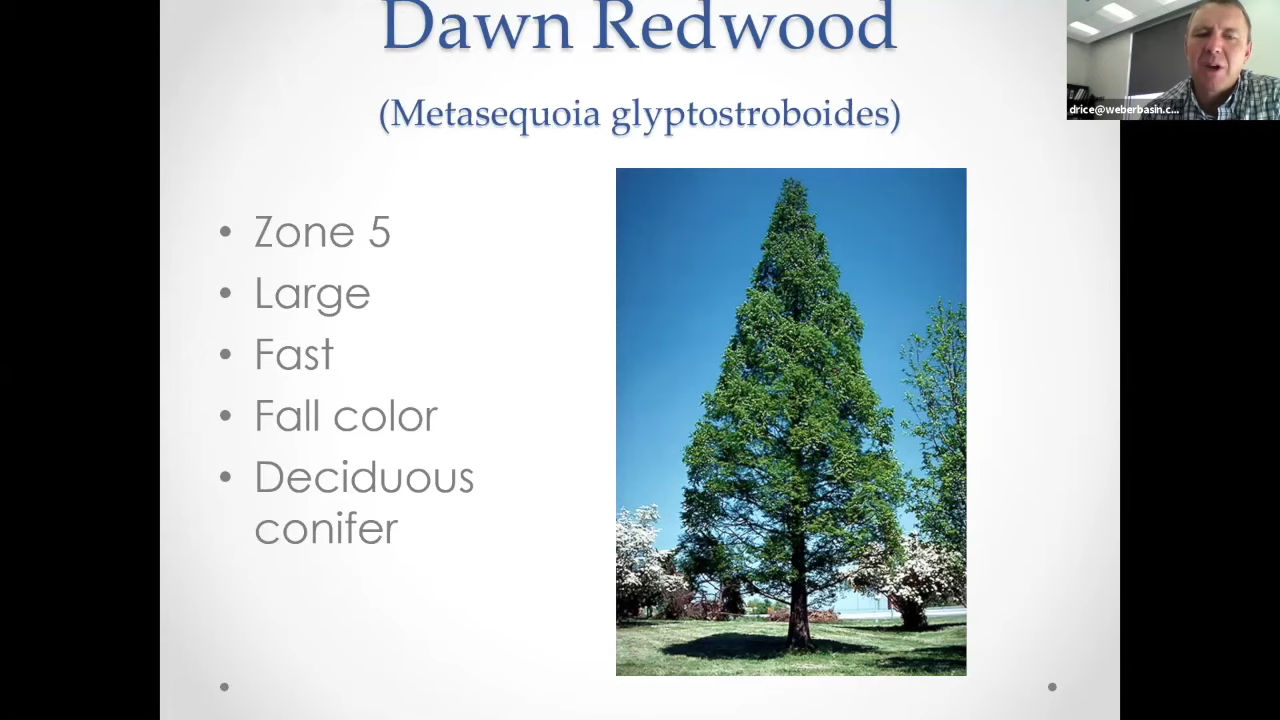 Dawn Redwood
(Metasequoia glyptostroboides)
drice@weberbasin.c...
• Zone 5
• Large
• Fast
• Fall color
• Deciduous
conifer